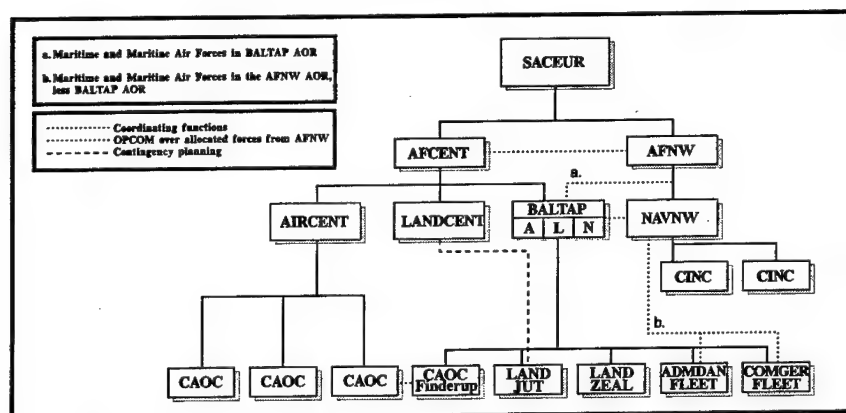 a. Maritime and Maritime Air Forces in BALTAP AOR
b. Maritime and Maritime Air Forces in the AFNW AOR,
less BALTAP AOR
Coordinating functions
OPCOM over allocated forces from AFNW
Contingency planning
SACEUR
AFCENT
AFNW
a.
AIRCENT
LANDCENT
BALTAP
A L N
NAVNW
CINC
CINC
b.
CAOC
CAOC
CAOC
CAOC
Finderup
LAND
JUT
LAND
ZEAL
ADMDAN
FLEET
COMGER
FLEET